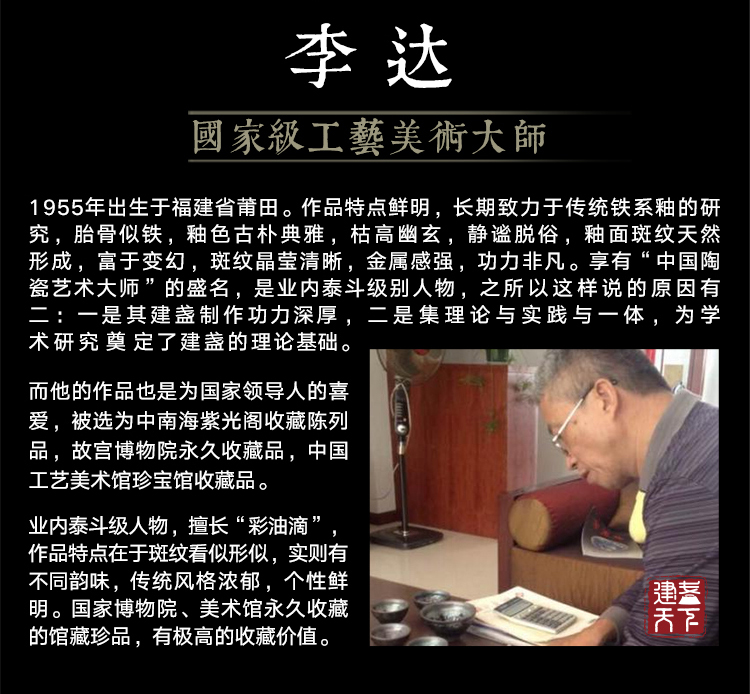 李达
國家級工藝美術大師
1955年出生于福建省莆田。作品特点鲜明，长期致力于传统铁系釉的研
究，胎骨似铁，釉色古朴典雅，枯高幽玄，静谧脱俗，釉面斑纹天然
形成，富于变幻，斑纹晶莹清晰，金属感强，功力非凡。享有“中国陶
瓷艺术大师”的盛名，是业内泰斗级别人物，之所以这样说的原因有
二：一是其建盏制作功力深厚，二是集理论与实践与一体，为学
术研究奠定了建盏的理论基础。
而他的作品也是为国家领导人的喜
爱，被选为中南海紫光阁收藏陈列
品，故宫博物院永久收藏品，中国
工艺美术馆珍宝馆收藏品。
业内泰斗级人物，擅长“彩油滴”，
作品特点在于斑纹看似形似，实则有
不同韵味，传统风格浓郁，个性鲜
明。国家博物院、美术馆永久收藏
的馆藏珍品，有极高的收藏价值。
建盏
天下